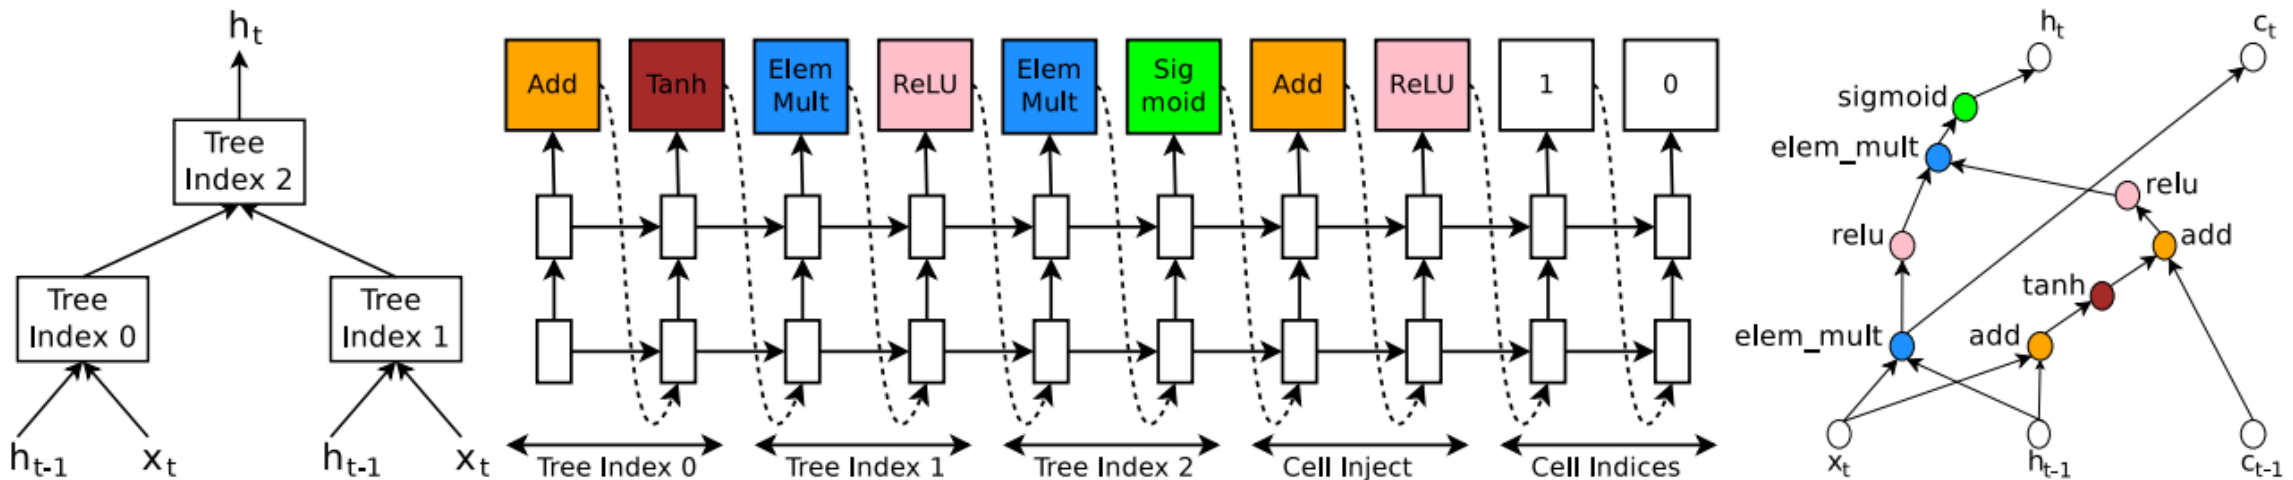 h_t
Tree
Index 2
Tree
Index 0
Tree
Index 1
h_{t-1}
x_t
h_{t-1}
x_t
Add
Tanh
Elem
Mult
ReLU
Elem
Mult
Sig
moid
Add
ReLU
1
0
Tree Index 0
Tree Index 1
Tree Index 2
Cell Inject
Cell Indices
h_t
c_t
sigmoid
elem_mult
relu
relu
add
tanh
elem_mult
add
x_t
h_{t-1}
c_{t-1}